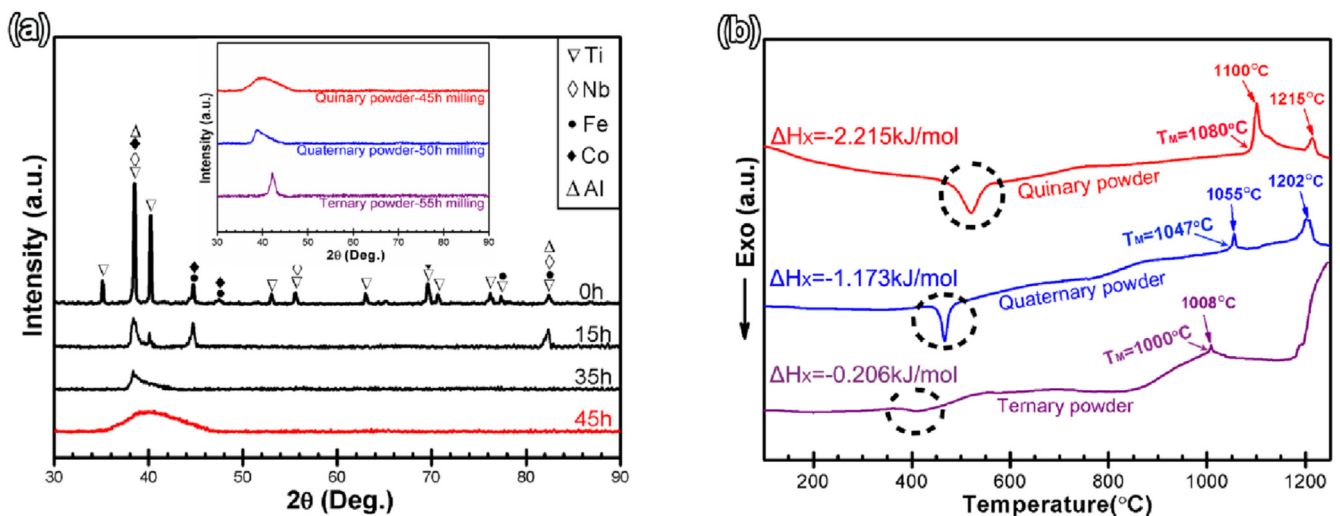 (a)
Intensity (a.u.)
Intensity (a.u.)
Quinary powder-45h milling
Quaternary powder-50h milling
Ternary powder-55h milling
30 40 50 60 70 80 90
2θ (Deg.)
▽ Ti
◊ Nb
● Fe
◆ Co
△ Al
0h
15h
35h
45h
30 40 50 60 70 80 90
2θ (Deg.)
(b)
Exo (a.u.)
1100°C
1215°C
TM=1080°C
ΔHx=-2.215kJ/mol
Quinary powder
1055°C
1202°C
TM=1047°C
ΔHx=-1.173kJ/mol
Quaternary powder
1008°C
TM=1000°C
ΔHx=-0.206kJ/mol
Ternary powder
200 400 600 800 1000 1200
Temperature(°C)